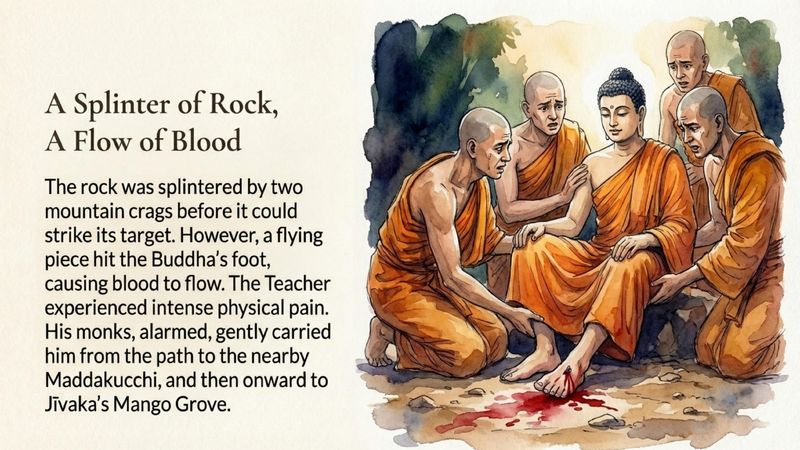 A Splinter of Rock,
A Flow of Blood
The rock was splintered by two
mountain crags before it could
strike its target. However, a flying
piece hit the Buddha’s foot,
causing blood to flow. The Teacher
experienced intense physical pain.
His monks, alarmed, gently carried
him from the path to the nearby
Maddakucchi, and then onward to
Jīvaka’s Mango Grove.